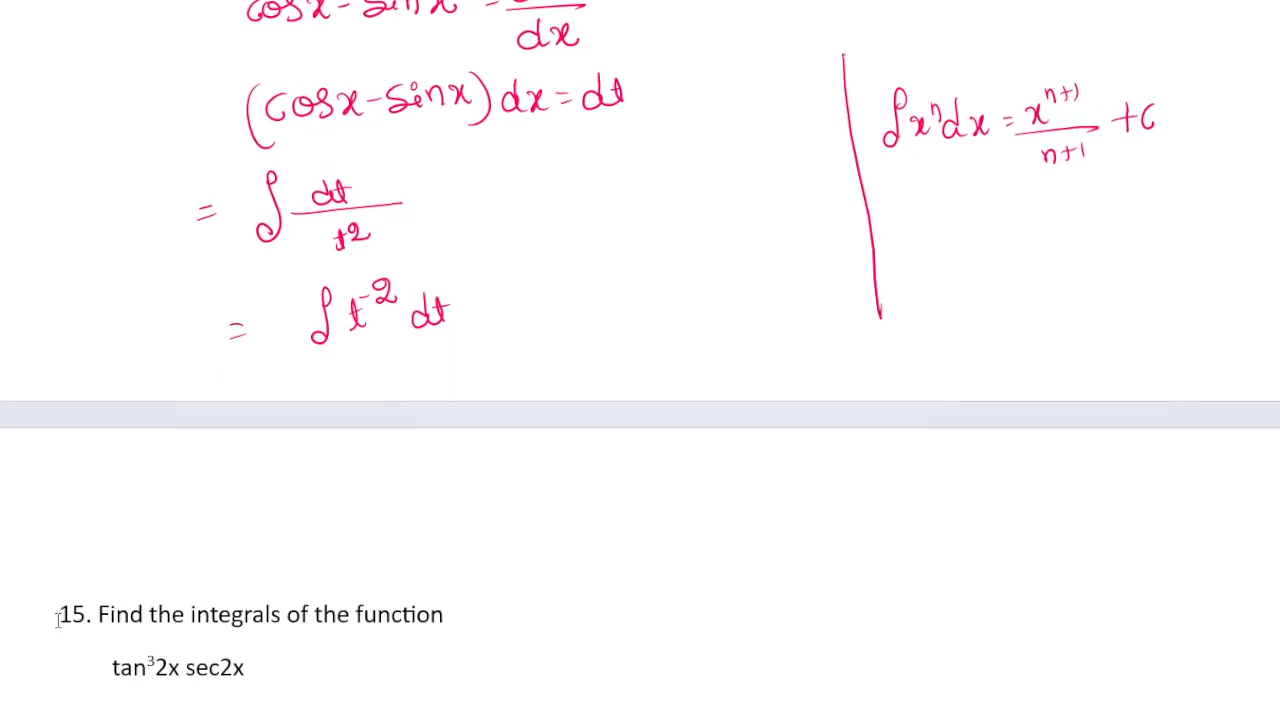 cosx - sinx =
dx
(cosx - sinx) dx = dt
= ∫ dt / t²
= ∫ t⁻² dt
∫xⁿdx = xⁿ⁺¹ / n+1 + c
15. Find the integrals of the function
tan³2x sec2x